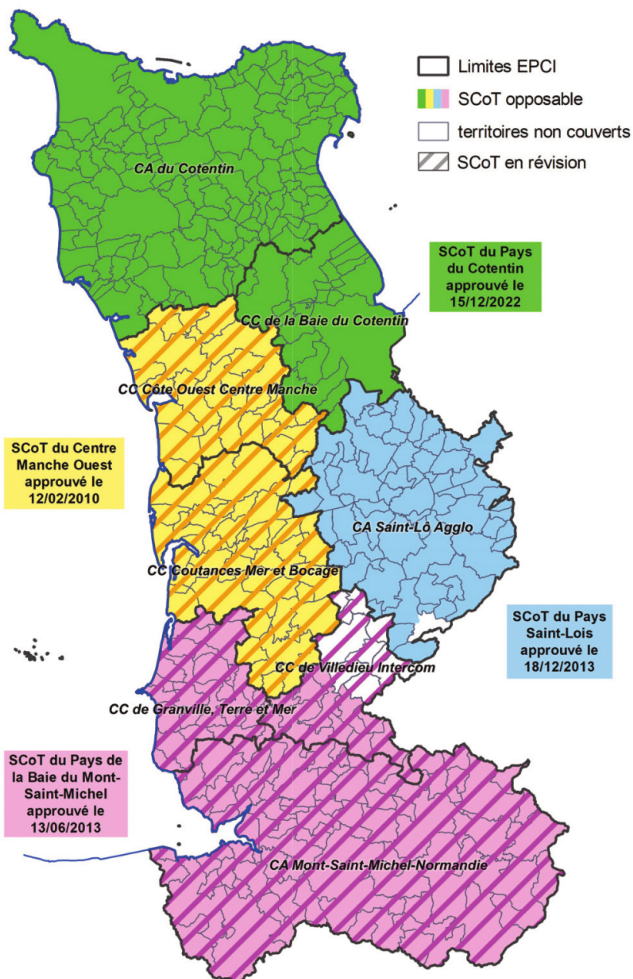 Limites EPCI
SCoT opposable
territoires non couverts
SCoT en révision
CA du Cotentin
SCoT du Pays
du Cotentin
approuvé le
15/12/2022
CC de la Baie du Cotentin
CC Côte Ouest Centre Manche
SCoT du Centre
Manche Ouest
approuvé le
12/02/2010
CA Saint-Lô Agglo
CC Coutances Mer et Bocage
SCoT du Pays
Saint-Lois
approuvé le
18/12/2013
CC de Villedieu Intercom
CC de Granville, Terre et Mer
SCoT du Pays de
la Baie du Mont-
Saint-Michel
approuvé le
13/06/2013
CA Mont-Saint-Michel-Normandie